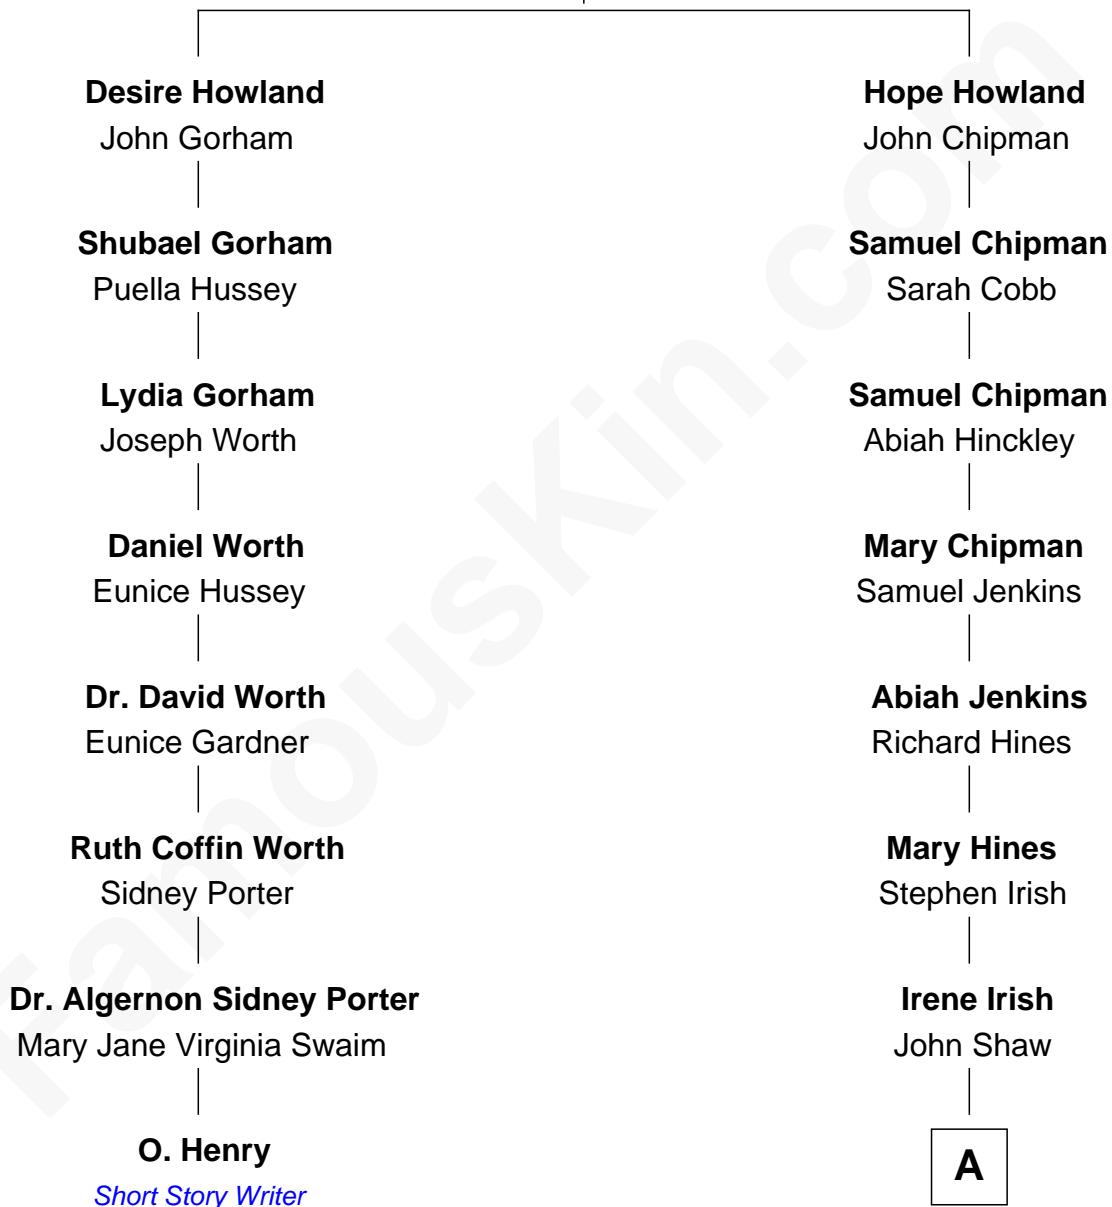 Desire Howland
John Gorham
Shubael Gorham
Puella Hussey
Lydia Gorham
Joseph Worth
Daniel Worth
Eunice Hussey
Dr. David Worth
Eunice Gardner
Ruth Coffin Worth
Sidney Porter
Dr. Algernon Sidney Porter
Mary Jane Virginia Swaim
O. Henry
Short Story Writer
Hope Howland
John Chipman
Samuel Chipman
Sarah Cobb
Samuel Chipman
Abiah Hinckley
Mary Chipman
Samuel Jenkins
Abiah Jenkins
Richard Hines
Mary Hines
Stephen Irish
Irene Irish
John Shaw
A
FamousKin.com